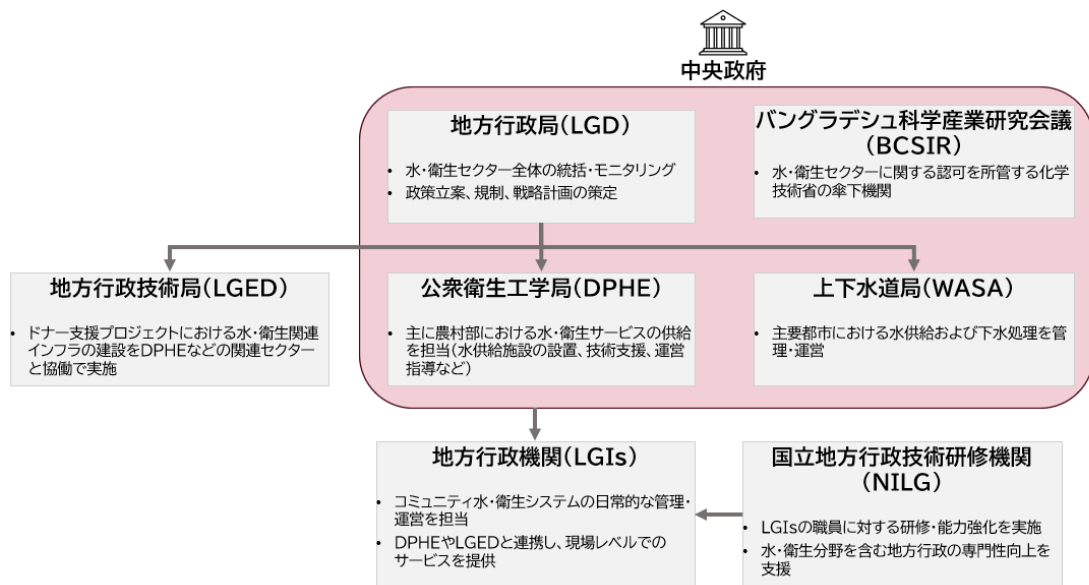 中央政府
地方行政局(LGD)
• 水・衛生セクター全体の統括・モニタリング
• 政策立案、規制、戦略計画の策定
バングラデシュ科学産業研究会議
(BCSIR)
• 水・衛生セクターに関する認可を所管する化学
技術省の傘下機関
地方行政技術局(LGED)
• ドナー支援プロジェクトにおける水・衛生関連
インフラの建設をDPHEなどの関連セクター
と協働で実施
公衆衛生工学局(DPHE)
• 主に農村部における水・衛生サービスの供給
を担当(水供給施設の設置、技術支援、運営
指導など)
上下水道局(WASA)
• 主要都市における水供給および下水処理を管
理・運営
地方行政機関(LGIs)
• コミュニティ水・衛生システムの日常的な管理・
運営を担当
• DPHEやLGEDと連携し、現場レベルでの
サービスを提供
国立地方行政技術研修機関
(NILG)
• LGIsの職員に対する研修・能力強化を実施
• 水・衛生分野を含む地方行政の専門性向上を
支援